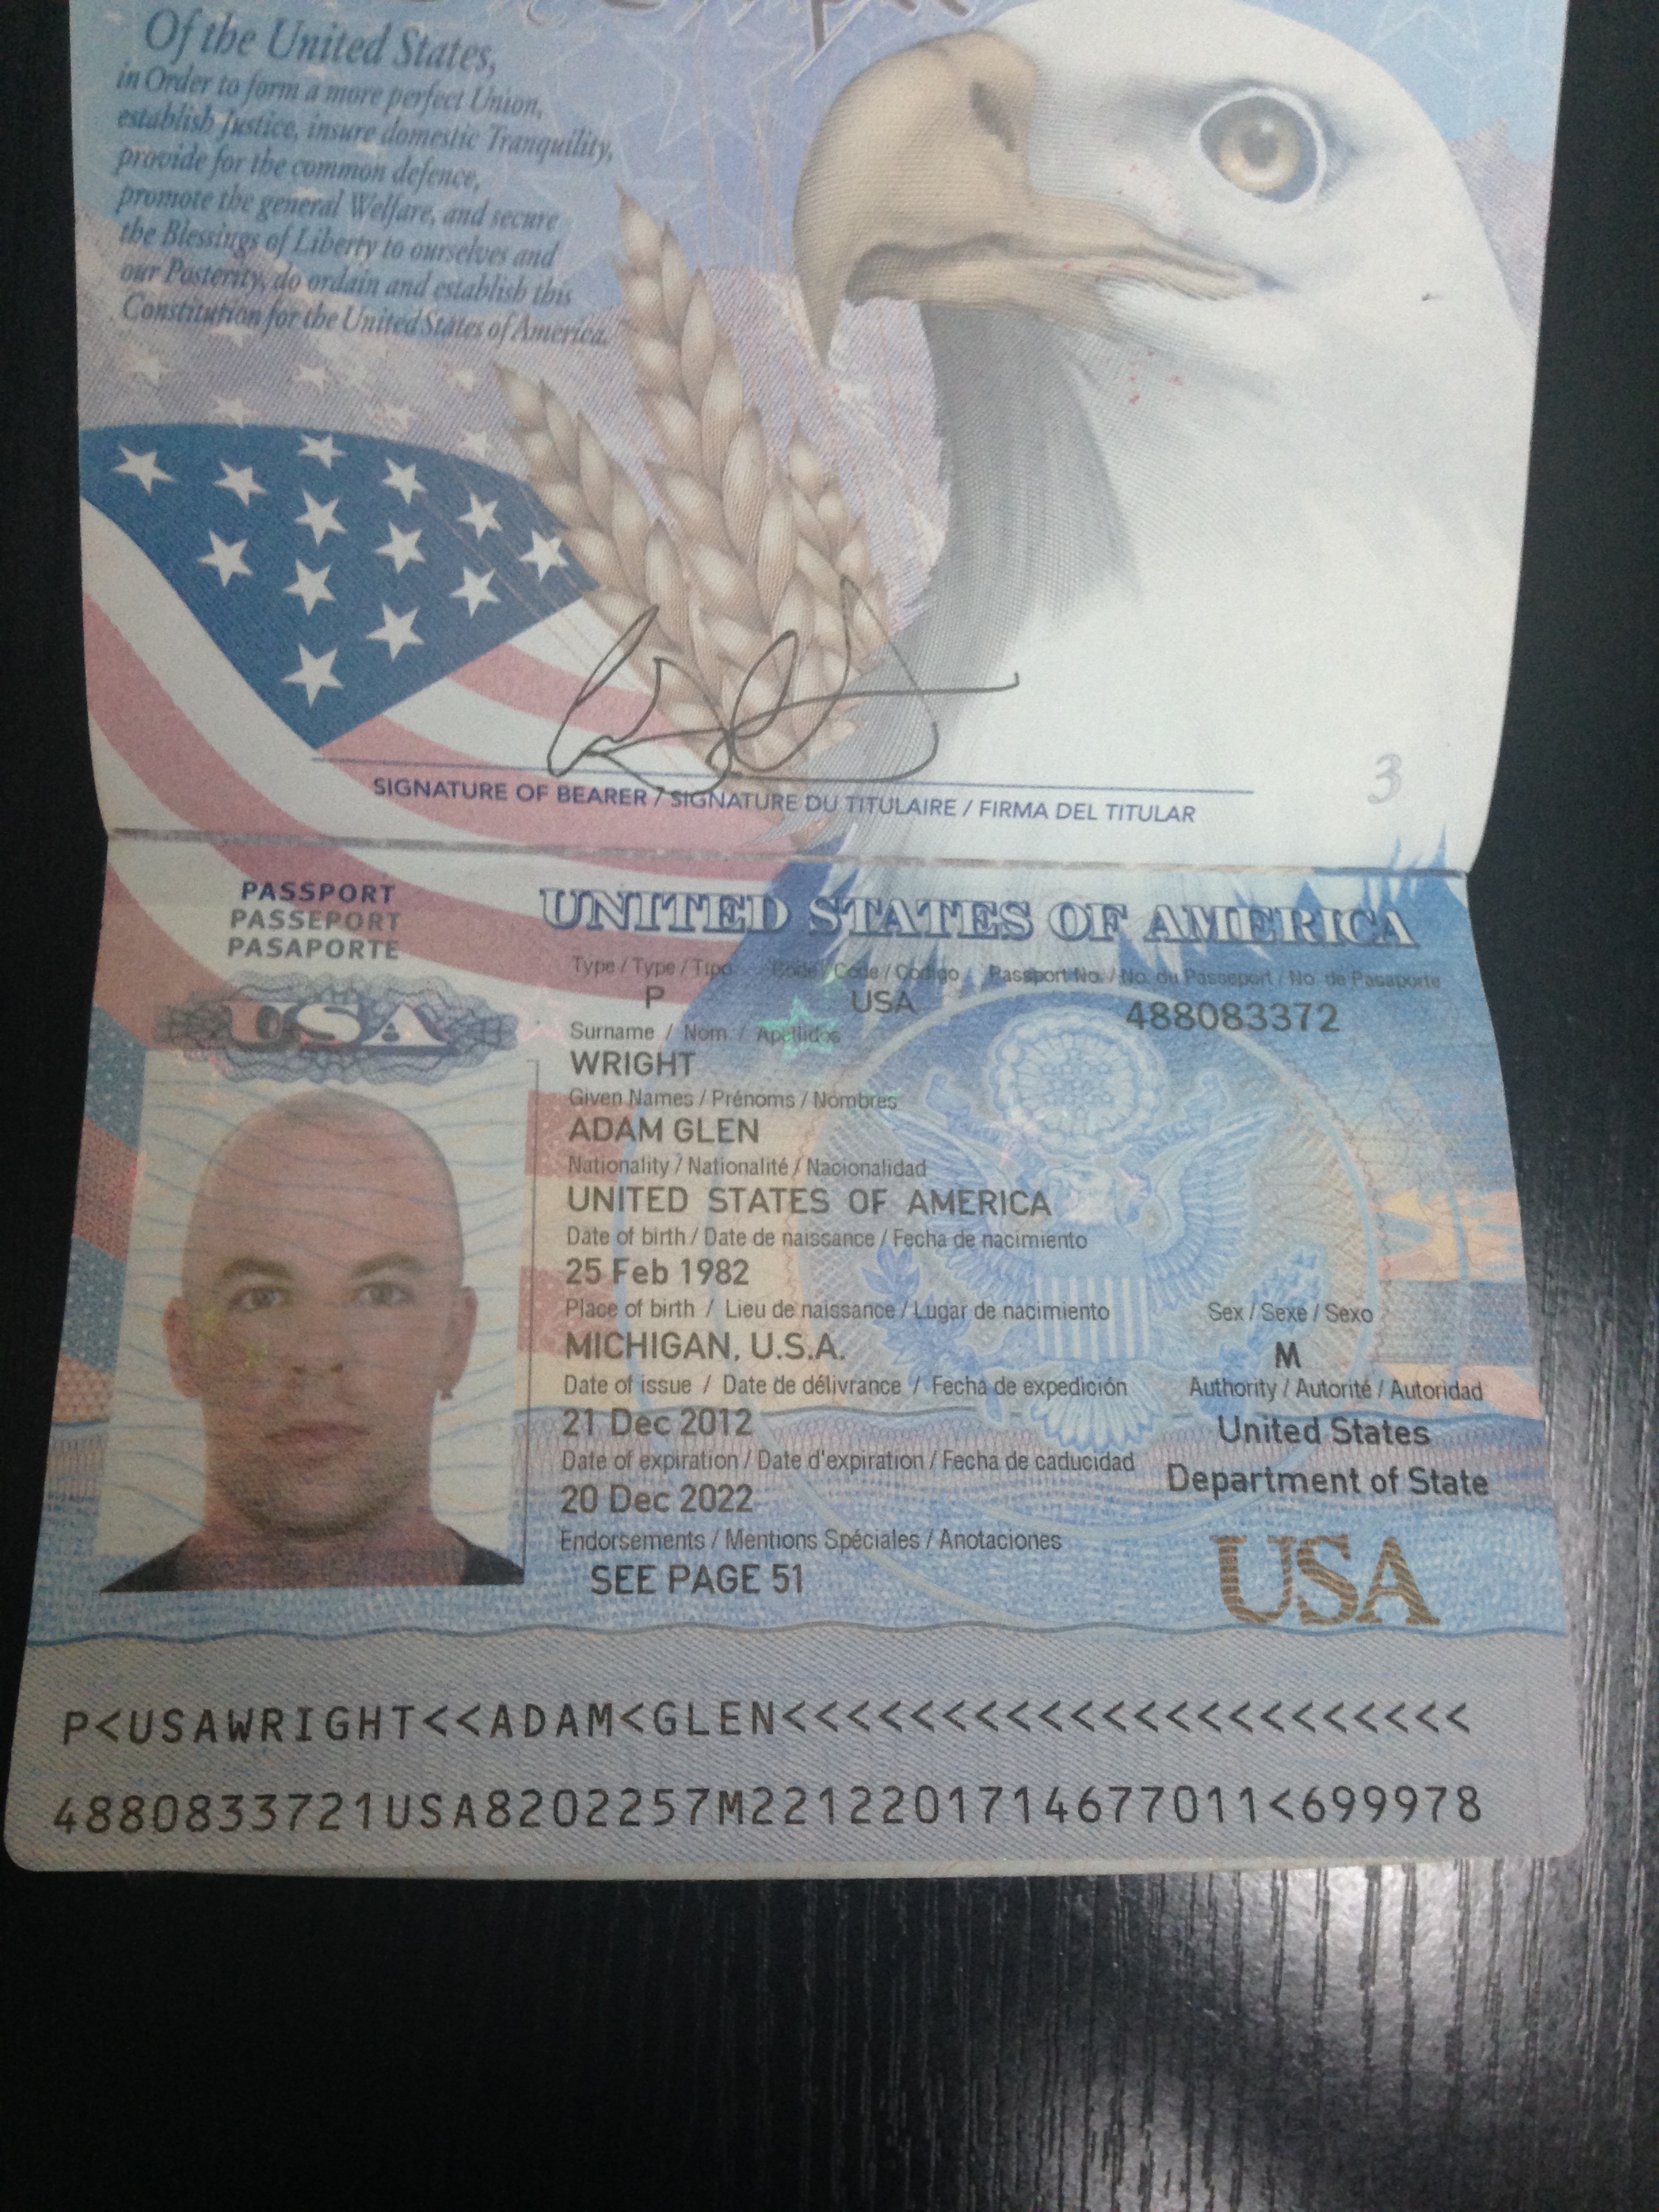 Of the United States,
in Order to form a more perfect Union,
establish Justice, insure domestic Tranquility,
provide for the common defence,
promote the general Welfare, and secure
the Blessings of Liberty to ourselves and
our Posterity, do ordain and establish this
Constitution for the United States of America.
SIGNATURE OF BEARER / SIGNATURE DU TITULAIRE / FIRMA DEL TITULAR
3
PASSPORT
PASSEPORT
PASAPORTE
USA
UNITED STATES OF AMERICA
Type / Type / Tipo Code / Code / Codigo Passport No. / No. du Passeport / No. de Pasaporte
P USA 488083372
Surname / Nom / Apellidos
WRIGHT
Given Names / Prénoms / Nombres
ADAM GLEN
Nationality / Nationalité / Nacionalidad
UNITED STATES OF AMERICA
Date of birth / Date de naissance / Fecha de nacimiento
25 Feb 1982
Place of birth / Lieu de naissance / Lugar de nacimiento Sex / Sexe / Sexo
MICHIGAN, U.S.A. M
Date of issue / Date de délivrance / Fecha de expedición Authority / Autorité / Autoridad
21 Dec 2012 United States
Date of expiration / Date d'expiration / Fecha de caducidad Department of State
20 Dec 2022
Endorsements / Mentions Spéciales / Anotaciones
SEE PAGE 51
USA
P<USAWRIGHT<<ADAM<GLEN<<<<<<<<<<<<<<<<<<<<<<
4880833721USA8202257M2212201714677011<699978